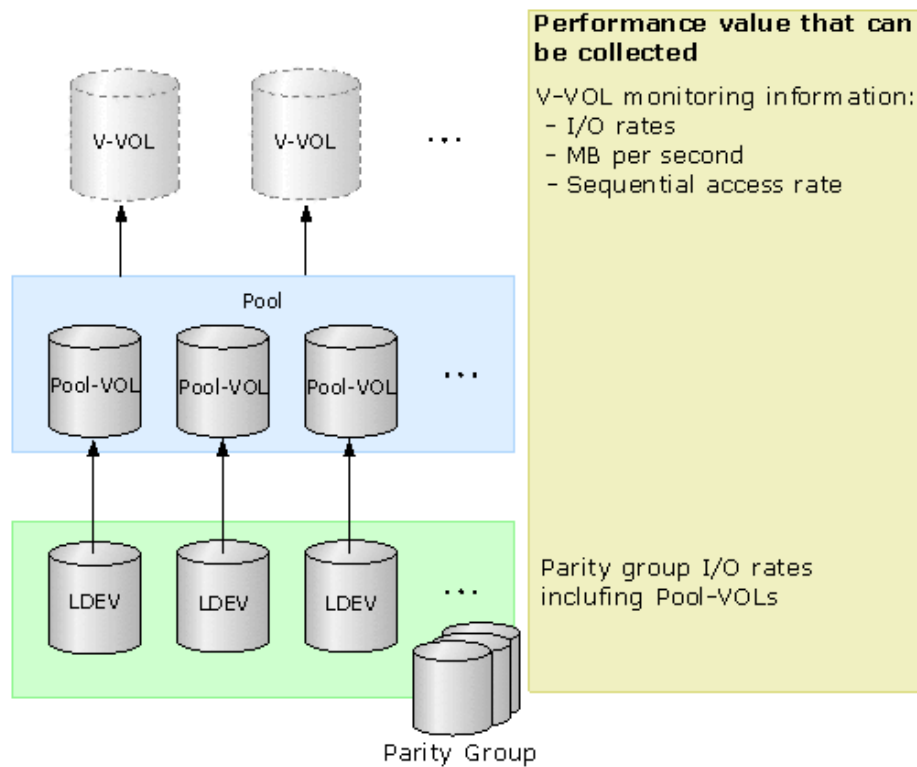 Performance value that can
be collected
V-VOL monitoring information:
- I/O rates
- MB per second
- Sequential access rate
V-VOL V-VOL ...
Pool
Pool-VOL Pool-VOL Pool-VOL ...
LDEV LDEV LDEV ...
Parity group I/O rates
inclufing Pool-VOLs
Parity Group